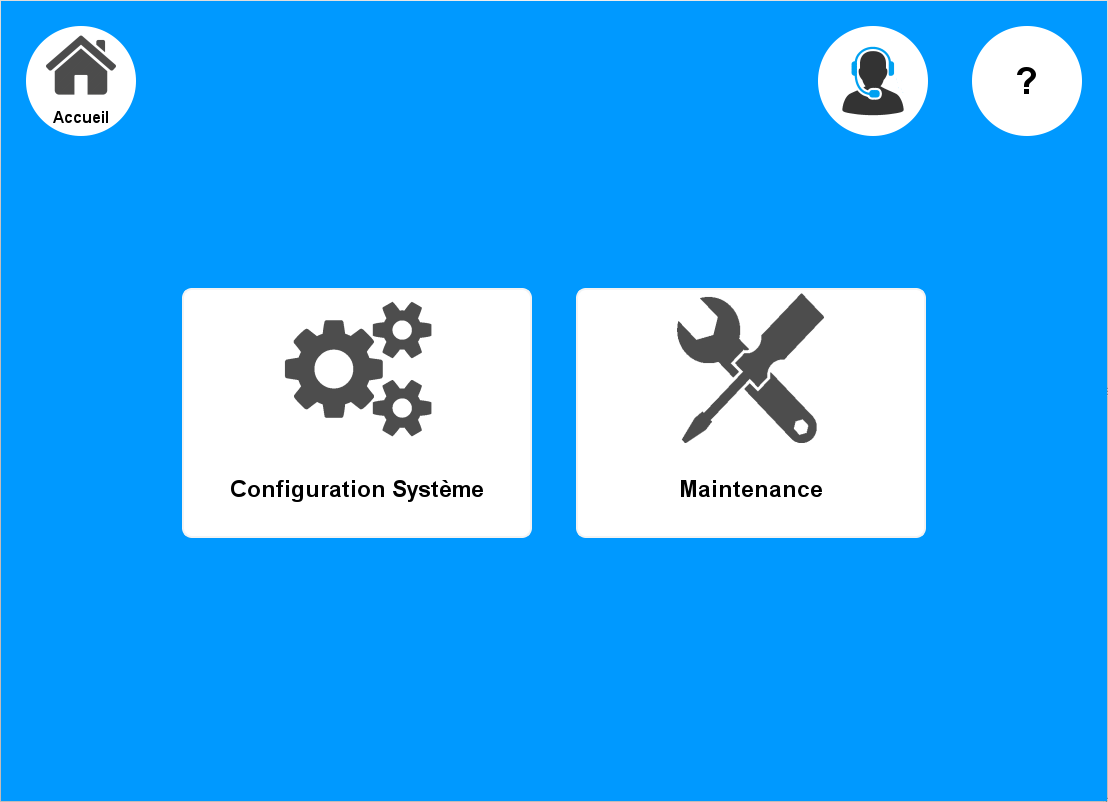 Accueil
?
Configuration Système
Maintenance